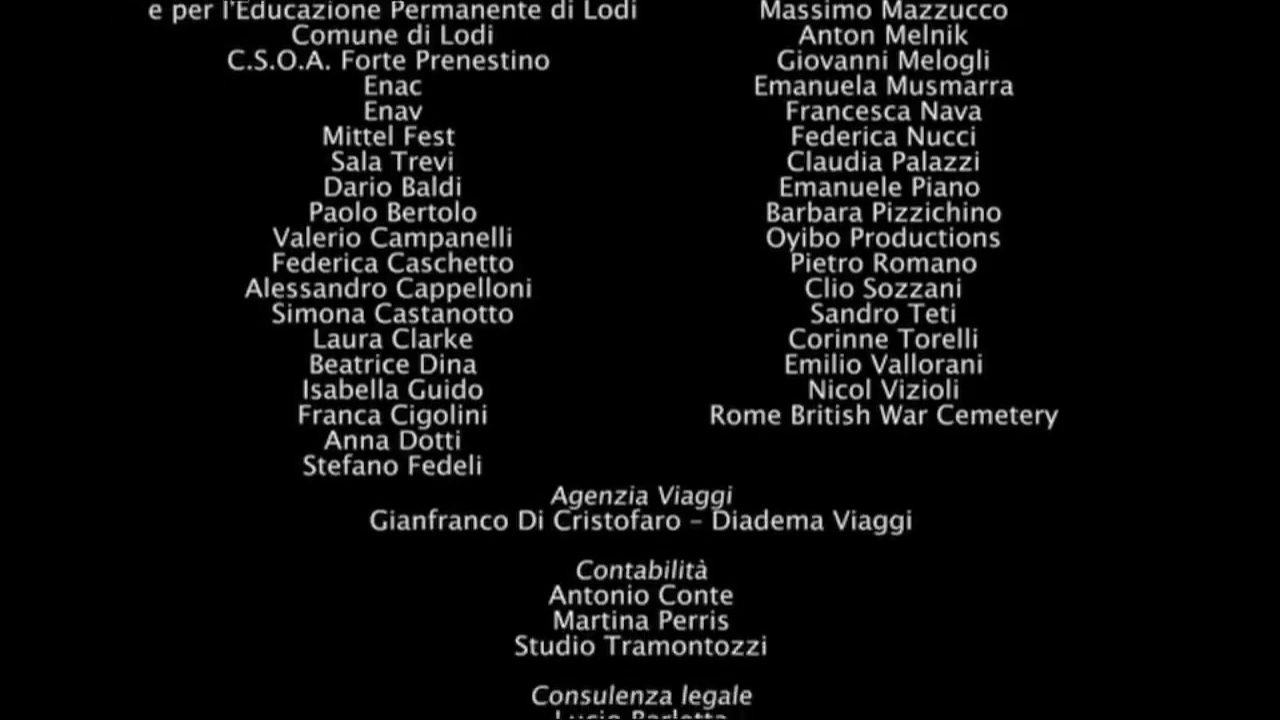 e per l'Educazione Permanente di Lodi
Comune di Lodi
C.S.O.A. Forte Prenestino
Enac
Enav
Mittel Fest
Sala Trevi
Dario Baldi
Paolo Bertolo
Valerio Campanelli
Federica Caschetto
Alessandro Cappelloni
Simona Castanotto
Laura Clarke
Beatrice Dina
Isabella Guido
Franca Cigolini
Anna Dotti
Stefano Fedeli
Massimo Mazzucco
Anton Melnik
Giovanni Melogli
Emanuela Musmarra
Francesca Nava
Federica Nucci
Claudia Palazzi
Emanuele Piano
Barbara Pizzichino
Oyibo Productions
Pietro Romano
Clio Sozzani
Sandro Teti
Corinne Torelli
Emilio Vallorani
Nicol Vizioli
Rome British War Cemetery
Agenzia Viaggi
Gianfranco Di Cristofaro – Diadema Viaggi
Contabilità
Antonio Conte
Martina Perris
Studio Tramontozzi
Consulenza legale